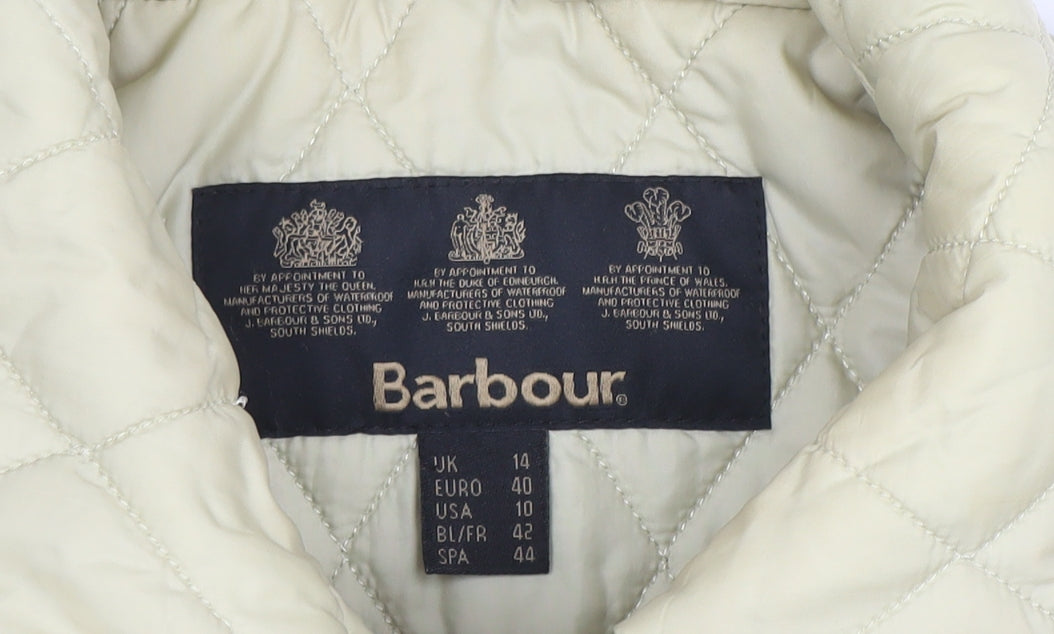 BY APPOINTMENT TO
HER MAJESTY THE QUEEN.
MANUFACTURERS OF WATERPROOF
AND PROTECTIVE CLOTHING
J. BARBOUR & SONS LTD.,
SOUTH SHIELDS.
BY APPOINTMENT TO
H.R.H THE DUKE OF EDINBURGH.
MANUFACTURERS OF WATERPROOF
AND PROTECTIVE CLOTHING
J. BARBOUR & SONS LTD.,
SOUTH SHIELDS.
BY APPOINTMENT TO
H.R.H THE PRINCE OF WALES.
MANUFACTURERS OF WATERPROOF
AND PROTECTIVE CLOTHING
J. BARBOUR & SONS LTD.,
SOUTH SHIELDS.
Barbour®
UK 14
EURO 40
USA 10
BL/FR 42
SPA 44